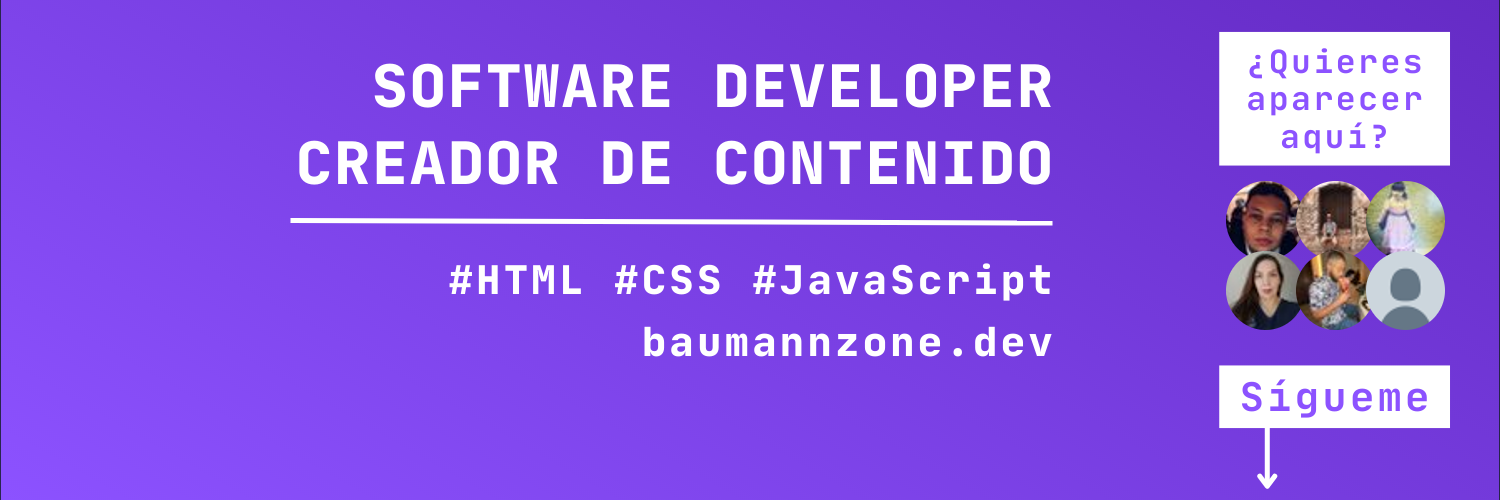 SOFTWARE DEVELOPER
CREADOR DE CONTENIDO
#HTML #CSS #JavaScript
baumannzone.dev
¿Quieres
aparecer
aquí?
Sígueme